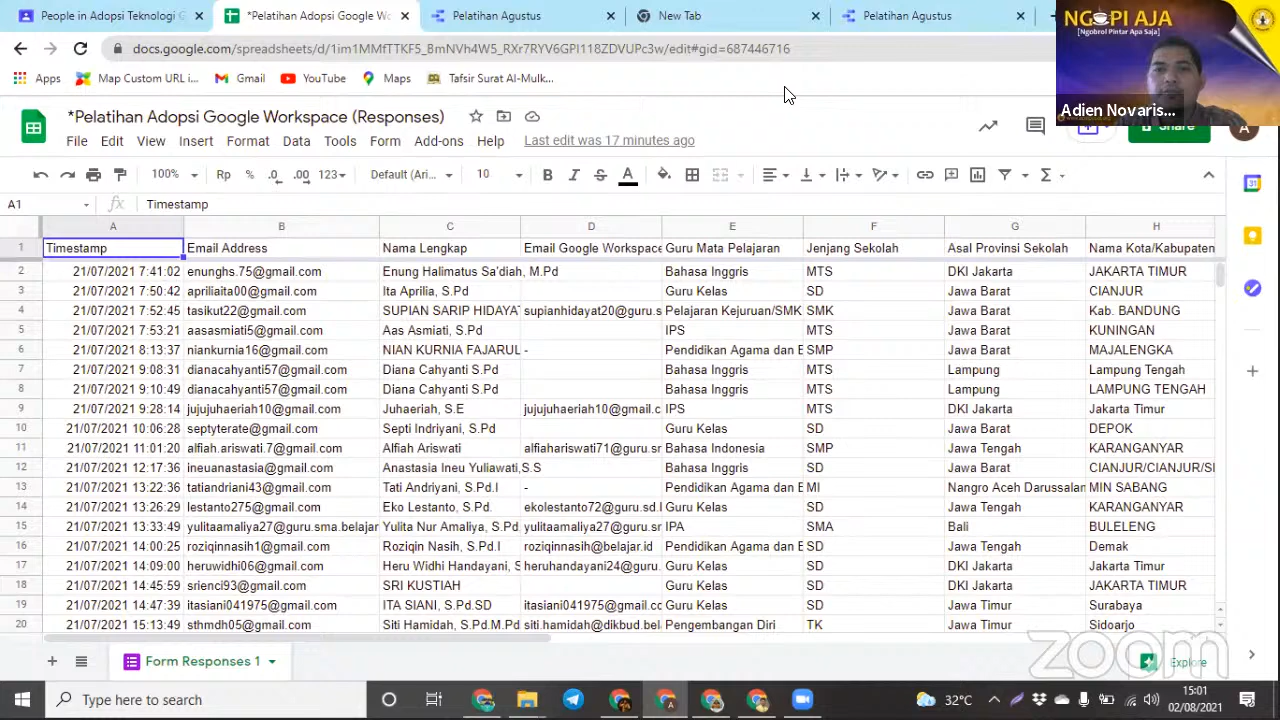 People in Adopsi Teknologi G
*Pelatihan Adopsi Google Wo
Pelatihan Agustus
New Tab
Pelatihan Agustus
docs.google.com/spreadsheets/d/
/edit#gid=687446716
Apps
Map Custom URL i...
Gmail
YouTube
Maps
Tafsir Surat Al-Mulk...
NGOPI AJA
[Ngobrol Pintar Apa Saja]
Adien Novaris...
*Pelatihan Adopsi Google Workspace (Responses)
File Edit View Insert Format Data Tools Form Add-ons Help Last edit was 17 minutes ago
Share
A
100% Rp % .0 .00 123 Default (Ari... 10 B I S A
A1 fx Timestamp
A B C D E F G H
1 Timestamp Email Address Nama Lengkap Email Google Workspace Guru Mata Pelajaran Jenjang Sekolah Asal Provinsi Sekolah Nama Kota/Kabupaten
2 21/07/2021 7:41:02 enunghs.75@gmail.com Enung Halimatus Sa'diah, M.Pd Bahasa Inggris MTS DKI Jakarta JAKARTA TIMUR
3 21/07/2021 7:50:42 apriliaita00@gmail.com Ita Aprilia, S.Pd Guru Kelas SD Jawa Barat CIANJUR
4 21/07/2021 7:52:45 tasikut22@gmail.com SUPIAN SARIP HIDAYAT supianhidayat20@guru.s Pelajaran Kejuruan/SMK SMK Jawa Barat Kab. BANDUNG
5 21/07/2021 7:53:21 aasasmiati5@gmail.com Aas Asmiati, S.Pd IPS MTS Jawa Barat KUNINGAN
6 21/07/2021 8:13:37 niankurnia16@gmail.com NIAN KURNIA FAJARUL - Pendidikan Agama dan B SMP Jawa Barat MAJALENGKA
7 21/07/2021 9:08:31 dianacahyanti57@gmail.com Diana Cahyanti S.Pd Bahasa Inggris MTS Lampung Lampung Tengah
8 21/07/2021 9:10:49 dianacahyanti57@gmail.com Diana Cahyanti S.Pd Bahasa Inggris MTS Lampung LAMPUNG TENGAH
9 21/07/2021 9:28:14 jujujuhaeriah10@gmail.com Juhaeriah, S.E jujujuhaeriah10@gmail.c IPS MTS DKI Jakarta Jakarta Timur
10 21/07/2021 10:06:28 septyterate@gmail.com Septi Indriyani, S.Pd Guru Kelas SD Jawa Barat DEPOK
11 21/07/2021 11:01:20 alfiah.ariswati.7@gmail.com Alfiah Ariswati alfiahariswati71@guru.sm Bahasa Indonesia SMP Jawa Tengah KARANGANYAR
12 21/07/2021 12:17:36 ineuanastasia@gmail.com Anastasia Ineu Yuliawati,S.S Bahasa Inggris SD Jawa Barat CIANJUR/CIANJUR/SI
13 21/07/2021 13:22:36 tatiandriani43@gmail.com Tati Andriyani, S.Pd.I - Pendidikan Agama dan B MI Nangro Aceh Darussalan MIN SABANG
14 21/07/2021 13:26:29 lestanto275@gmail.com Eko Lestanto, S.Pd ekolestanto72@guru.sd.l Guru Kelas SD Jawa Tengah KARANGANYAR
15 21/07/2021 13:33:49 yulitaamaliya27@guru.sma.belajar Yulita Nur Amaliya, S.Pd. yulitaamaliya27@guru.sr IPA SMA Bali BULELENG
16 21/07/2021 14:00:25 roziqinnasih1@gmail.com Roziqin Nasih, S.Pd.I roziqinnasih@belajar.id Pendidikan Agama dan B SD Jawa Tengah Demak
17 21/07/2021 14:09:00 heruwidhi06@gmail.com Heru Widhi Handayani, S heruhandayani24@guru. Guru Kelas SD DKI Jakarta Jakarta Timur
18 21/07/2021 14:45:59 srienci93@gmail.com SRI KUSTIAH Guru Kelas SD DKI Jakarta JAKARTA TIMUR
19 21/07/2021 14:47:39 itasiani041975@gmail.com ITA SIANI, S.Pd.SD itasiani041975@gmail.cc Guru Kelas SD Jawa Timur Surabaya
20 21/07/2021 15:13:49 sthmdh05@gmail.com Siti Hamidah, S.Pd.M.Pd siti.hamidah@dikbud.bel Pengembangan Diri TK Jawa Timur Sidoarjo
Form Responses 1
Explore
zoom
Type here to search
32°C
15:01
02/08/2021